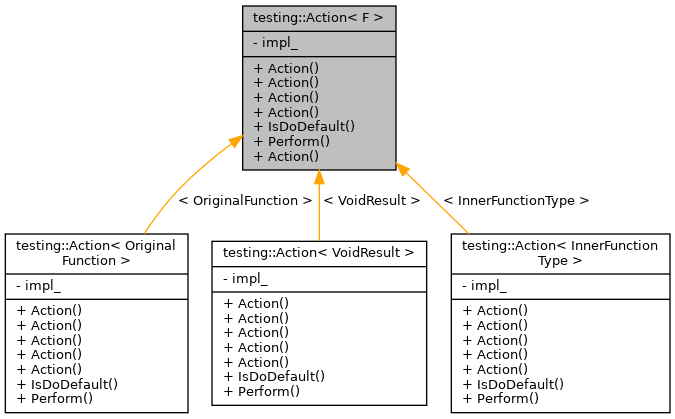 testing::Action< F >
- impl_
+ Action()
+ Action()
+ Action()
+ Action()
+ IsDoDefault()
+ Perform()
+ Action()
< OriginalFunction >
< VoidResult >
< InnerFunctionType >
testing::Action< Original
Function >
- impl_
+ Action()
+ Action()
+ Action()
+ Action()
+ Action()
+ IsDoDefault()
+ Perform()
testing::Action< VoidResult >
- impl_
+ Action()
+ Action()
+ Action()
+ Action()
+ Action()
+ IsDoDefault()
+ Perform()
testing::Action< InnerFunction
Type >
- impl_
+ Action()
+ Action()
+ Action()
+ Action()
+ Action()
+ IsDoDefault()
+ Perform()